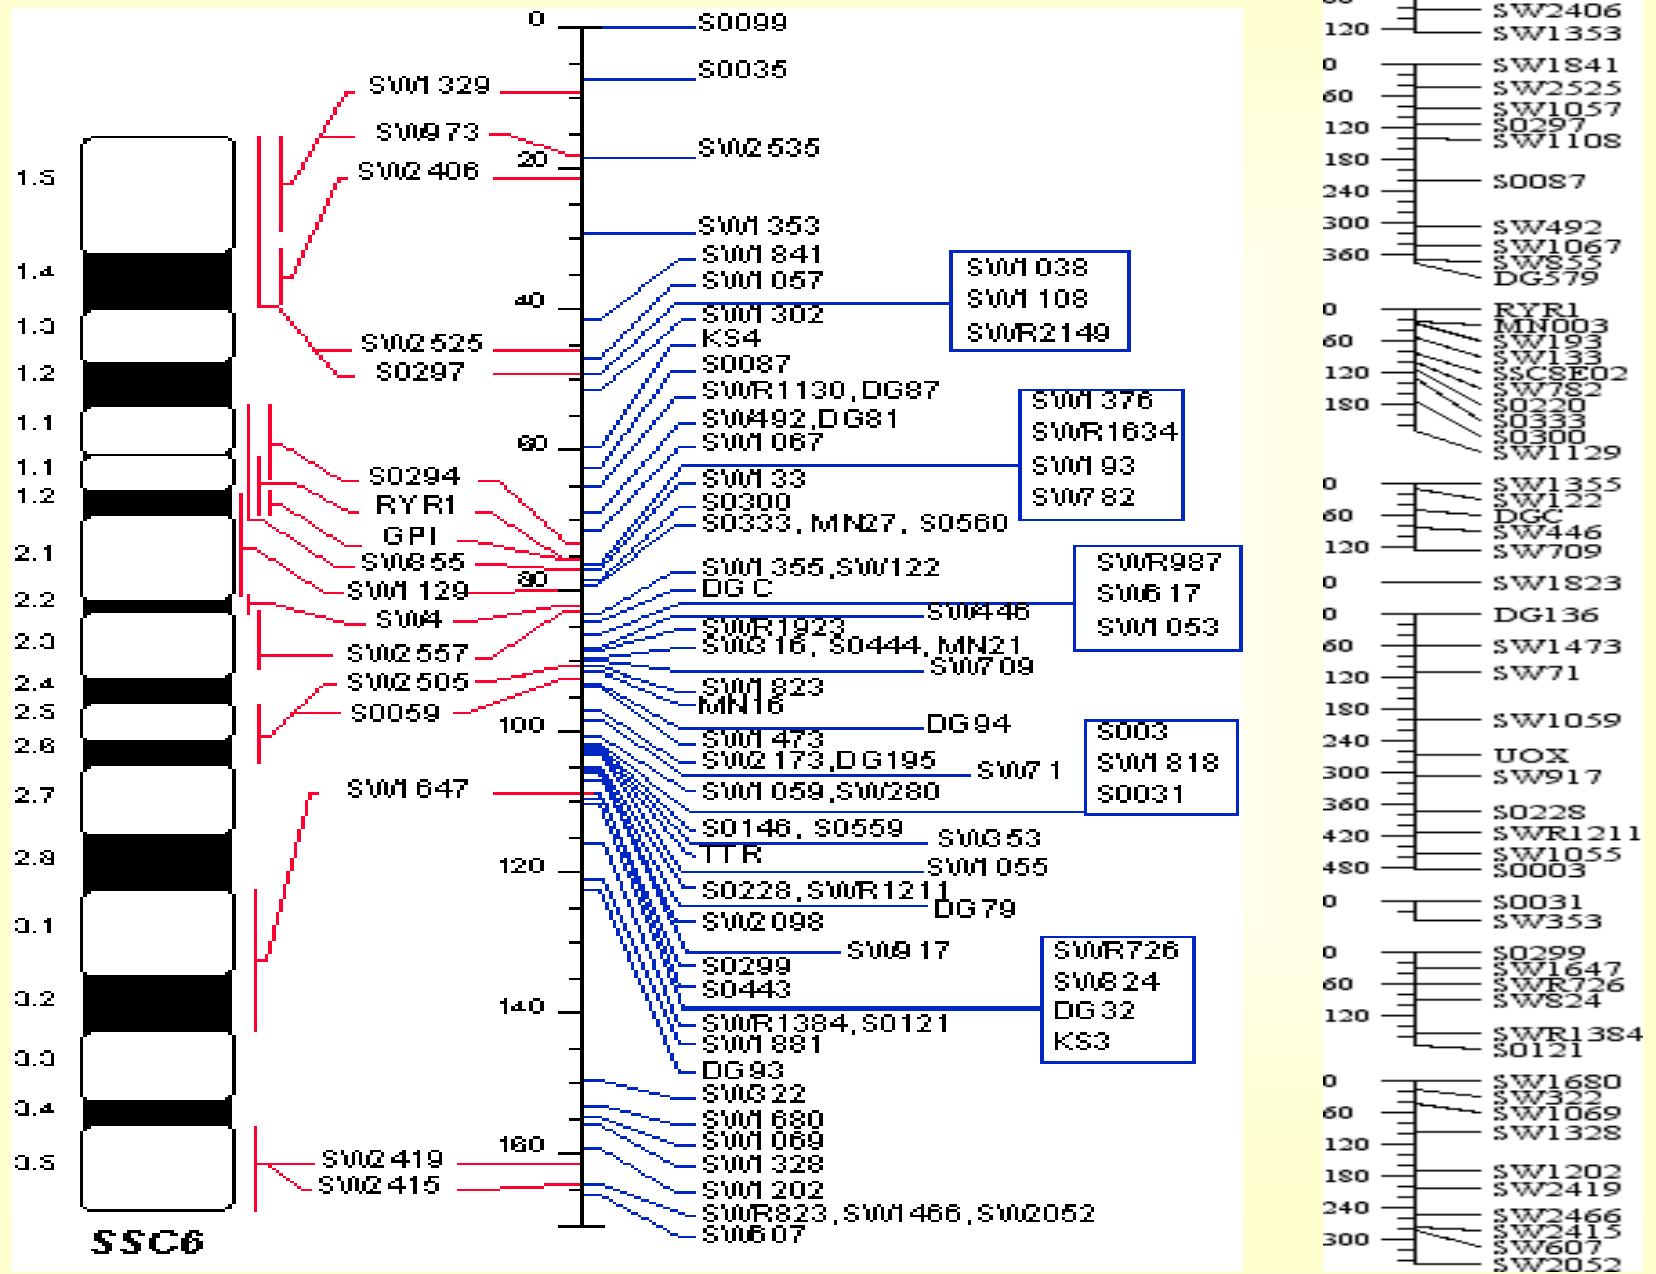 1.5
1.4
1.3
1.2
1.1
1.1
1.2
2.1
2.2
2.3
2.4
2.5
2.6
2.7
2.8
3.1
3.2
3.3
3.4
3.5
SSC6
SW1329
SW973
SW2406
SW2525
S0297
S0294
RYR1
GPI
SW855
SW1129
SW4
SW2557
SW2505
S0059
SW1647
SW2419
SW2415
0
20
40
60
80
100
120
140
160
S0099
S0035
SW2535
SW1353
SW1841
SW1057
SW1302
KS4
S0087
SWR1130,DG87
SW492,DG81
SW1067
SW133
S0300
S0333, MN27, S0560
SW1355,SW122
DGC
SW446
SWR1923
SW316, S0444, MN21
SW709
SW1823
MN16
DG94
SW1473
SW2173,DG195
SW71
SW1059,SW280
S0146, S0559
SW353
TTR
SW1055
S0228,SWR1211
DG79
SW2098
SW917
S0299
S0443
SWR1384,S0121
SW1881
DG93
SW322
SW1680
SW1069
SW1328
SW1202
SWR823,SW1466,SW2052
SW607
SW1038
SW1108
SWR2149
SW1376
SWR1634
SW193
SW782
SWR987
SW617
SW1053
S003
SW1818
S0031
SWR726
SW824
DG32
KS3
SW2406
120 SW1353
0 SW1841
SW2525
60
SW1057
120 S0297
SW1108
180
S0087
240
300 SW492
SW1067
360 SW855
DG579
0 RYR1
MN003
60 SW193
SW133
120 SSC8E02
SW782
180 S0220
S0333
S0300
SW1129
0 SW1355
SW122
60 DGC
SW446
120 SW709
0 SW1823
0 DG136
60 SW1473
120 SW71
180
SW1059
240
UOX
300 SW917
360
S0228
420 SWR1211
SW1055
480 S0003
0 S0031
SW353
0 S0299
SW1647
60 SWR726
SW824
120
SWR1384
S0121
0 SW1680
SW322
60 SW1069
SW1328
120
180 SW1202
SW2419
240
SW2466
SW2415
300 SW607
SW2052